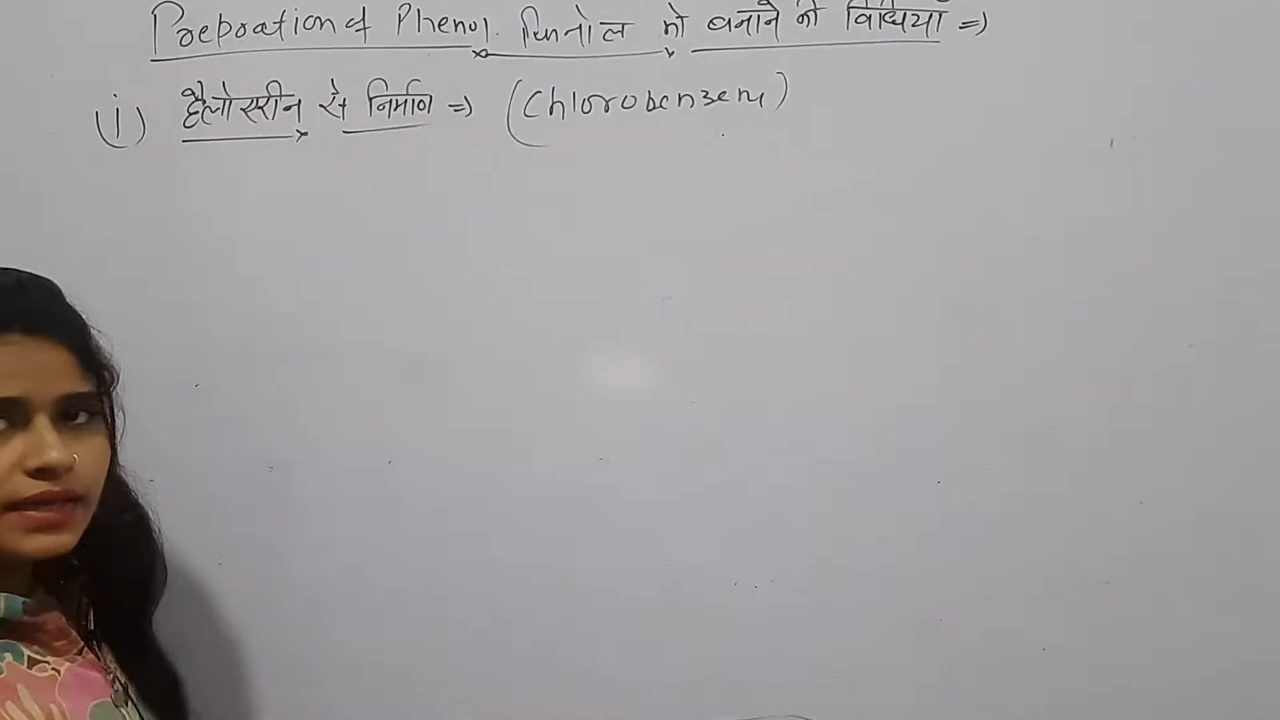 Preparation of Phenol. फिनोल को बनाने की विधियां =>
(i) हैलोएरीन से निर्माण => (Chlorobenzene)